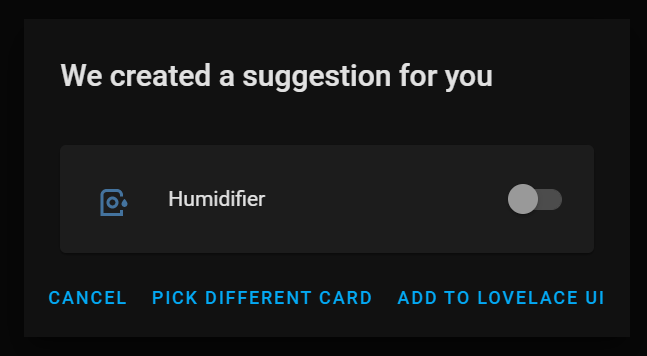 We created a suggestion for you
Humidifier
CANCEL PICK DIFFERENT CARD ADD TO LOVELACE UI